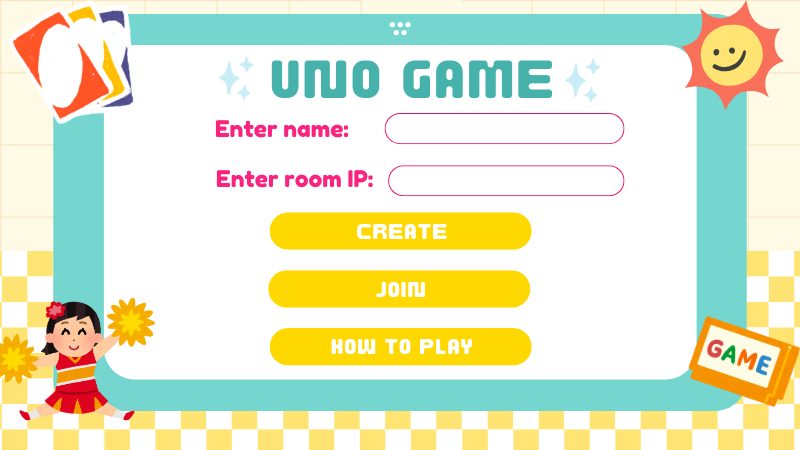 UNO GAME
Enter name:
Enter room IP:
CREATE
JOIN
HOW TO PLAY
GAME